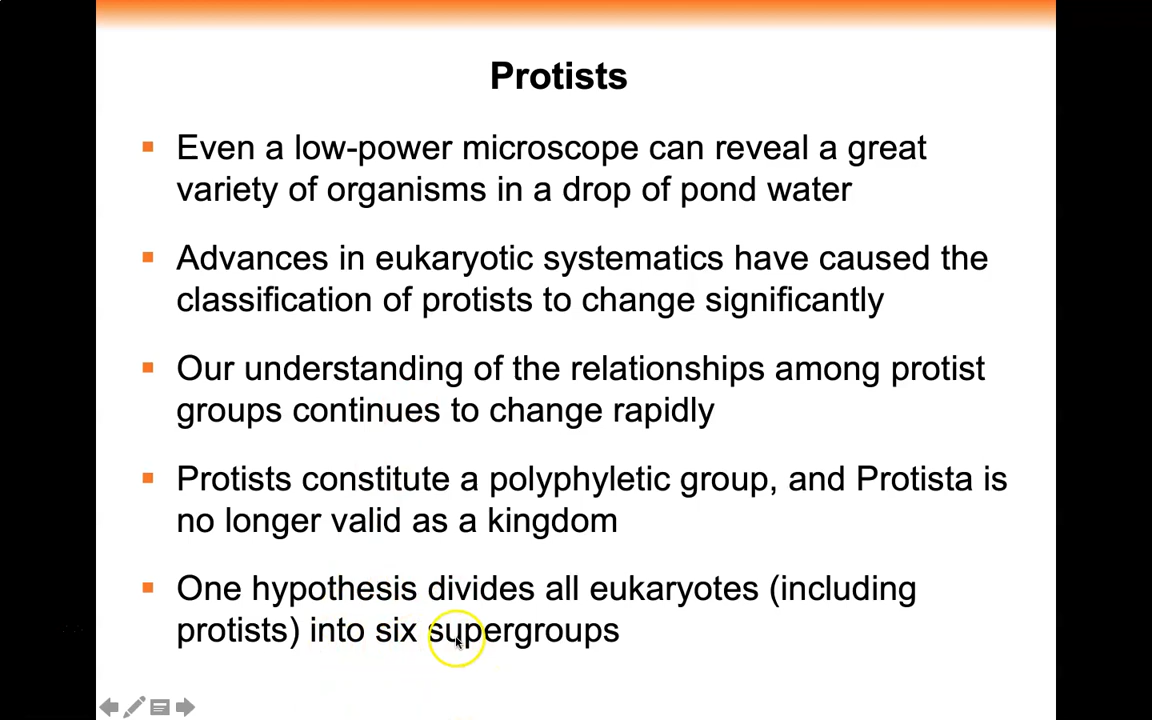 Protists
Even a low-power microscope can reveal a great
variety of organisms in a drop of pond water
Advances in eukaryotic systematics have caused the
classification of protists to change significantly
Our understanding of the relationships among protist
groups continues to change rapidly
Protists constitute a polyphyletic group, and Protista is
no longer valid as a kingdom
One hypothesis divides all eukaryotes (including
protists) into six supergroups